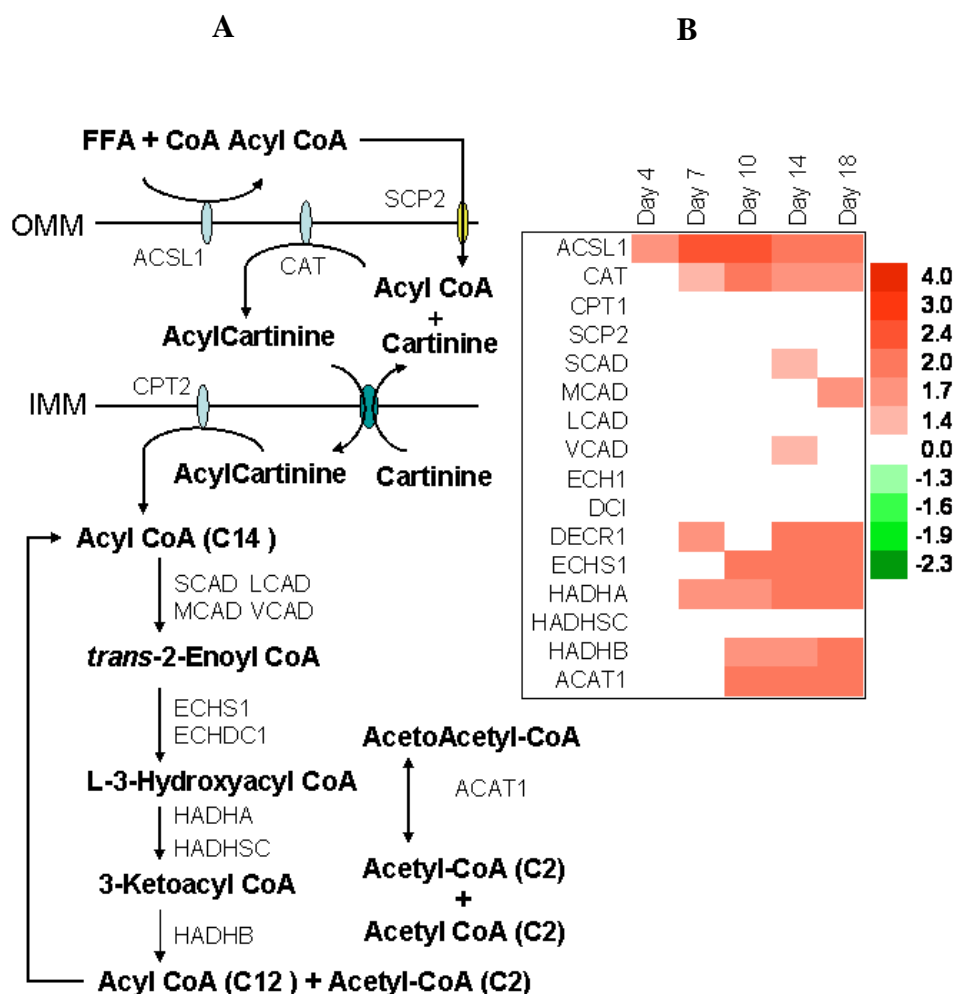 A
B
FFA + CoA Acyl CoA
SCP2
OMM
ACSL1
CAT
Acyl CoA
+
AcylCartinine
Cartinine
CPT2
IMM
AcylCartinine
Cartinine
Acyl CoA (C14 )
SCAD LCAD
MCAD VCAD
trans-2-Enoyl CoA
ECHS1
ECHDC1
L-3-Hydroxyacyl CoA
HADHA
HADHSC
3-Ketoacyl CoA
HADHB
Acyl CoA (C12 ) + Acetyl-CoA (C2)
AcetoAcetyl-CoA
ACAT1
Acetyl-CoA (C2)
+
Acetyl CoA (C2)
Day 4
Day 7
Day 10
Day 14
Day 18
ACSL1
CAT
CPT1
SCP2
SCAD
MCAD
LCAD
VCAD
ECH1
DCI
DECR1
ECHS1
HADHA
HADHSC
HADHB
ACAT1
4.0
3.0
2.4
2.0
1.7
1.4
0.0
-1.3
-1.6
-1.9
-2.3